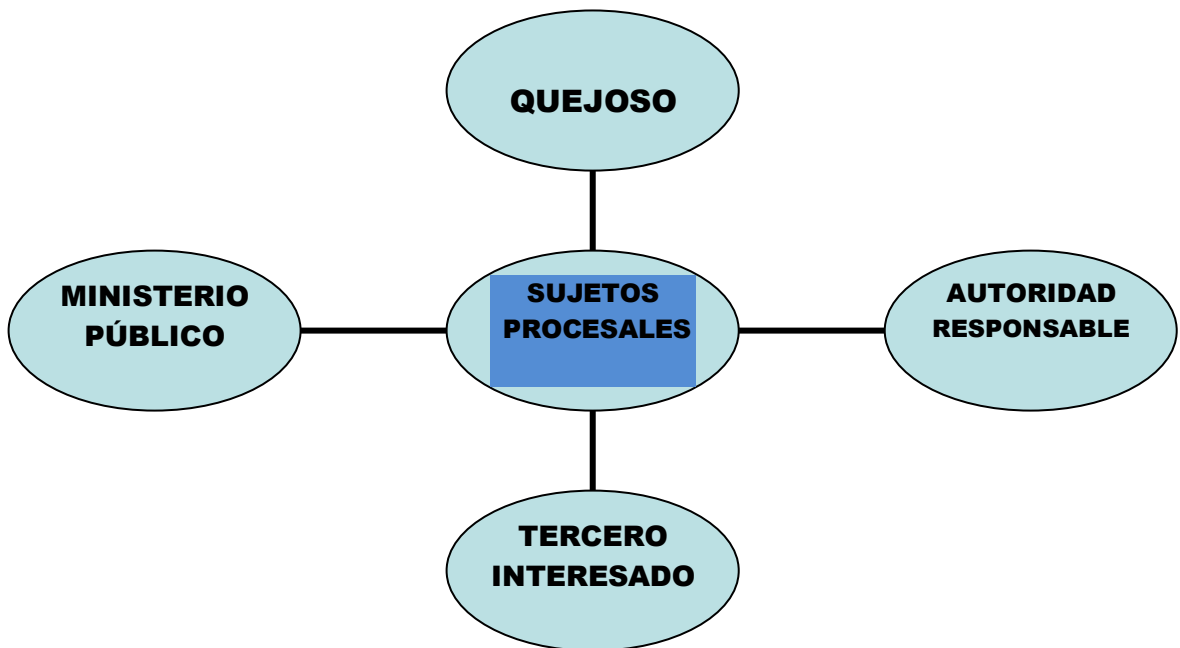 QUEJOSO
MINISTERIO
PÚBLICO
SUJETOS
PROCESALES
AUTORIDAD
RESPONSABLE
TERCERO
INTERESADO